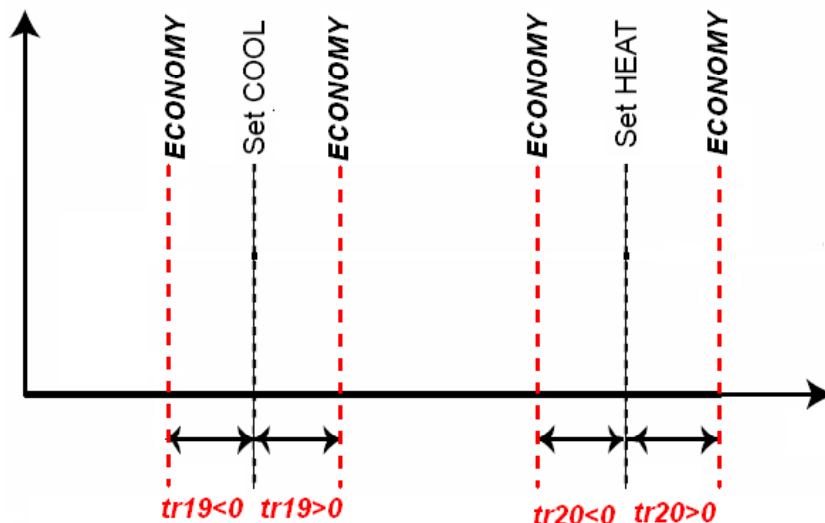 ECONOMY
Set COOL
ECONOMY
ECONOMY
Set HEAT
ECONOMY
tr19<0 tr19>0
tr20<0 tr20>0